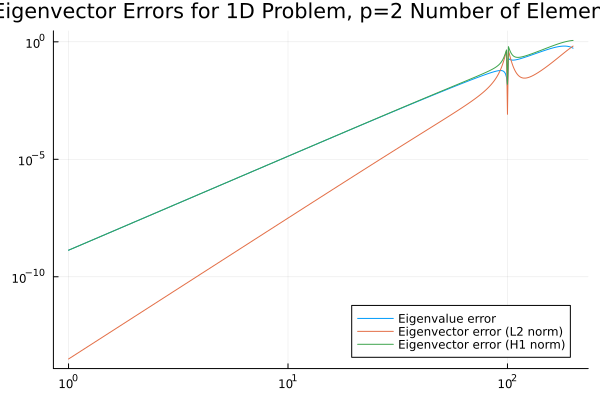 Eigenvector Errors for 1D Problem, p=2 Number of Elemen
10^0
10^-5
10^-10
10^0 10^1 10^2
Eigenvalue error
Eigenvector error (L2 norm)
Eigenvector error (H1 norm)